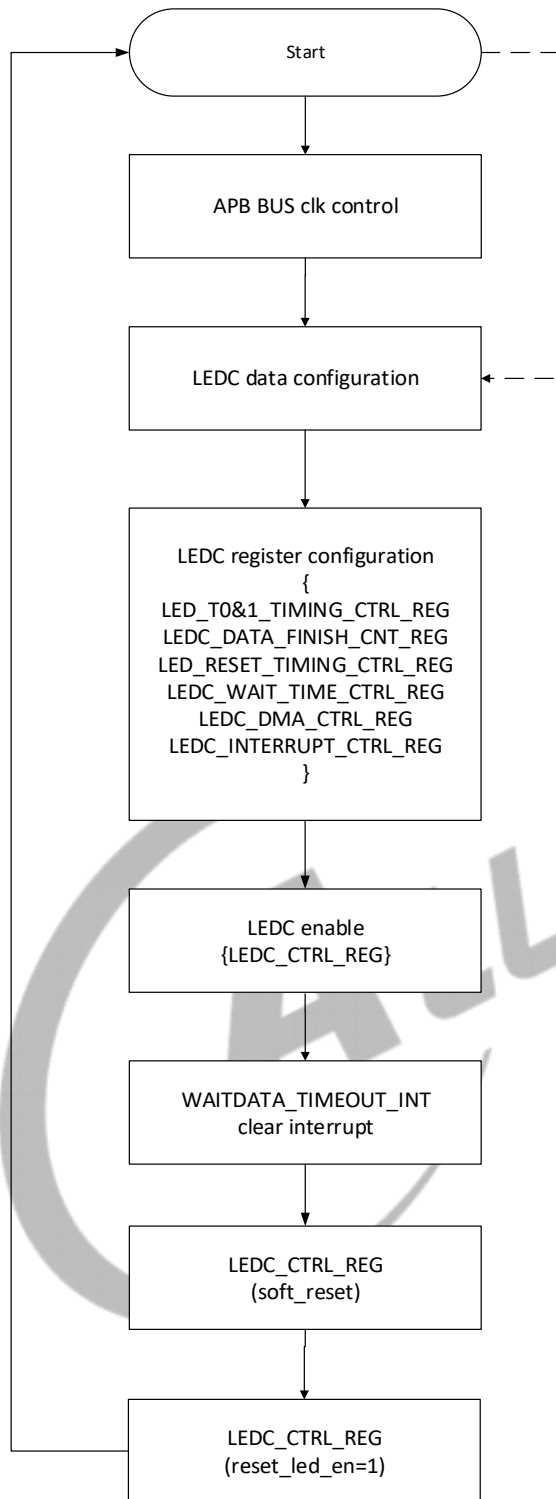 Start
APB BUS clk control
LEDC data configuration
LEDC register configuration
{
LED_T0&1_TIMING_CTRL_REG
LEDC_DATA_FINISH_CNT_REG
LED_RESET_TIMING_CTRL_REG
LEDC_WAIT_TIME_CTRL_REG
LEDC_DMA_CTRL_REG
LEDC_INTERRUPT_CTRL_REG
}
LEDC enable
{LEDC_CTRL_REG}
WAITDATA_TIMEOUT_INT
clear interrupt
LEDC_CTRL_REG
(soft_reset)
LEDC_CTRL_REG
(reset_led_en=1)